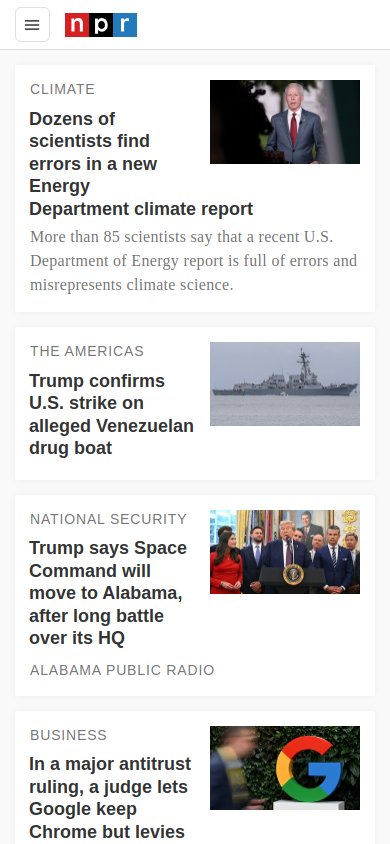 npr
CLIMATE
Dozens of
scientists find
errors in a new
Energy
Department climate report
More than 85 scientists say that a recent U.S.
Department of Energy report is full of errors and
misrepresents climate science.
THE AMERICAS
Trump confirms
U.S. strike on
alleged Venezuelan
drug boat
NATIONAL SECURITY
Trump says Space
Command will
move to Alabama,
after long battle
over its HQ
ALABAMA PUBLIC RADIO
BUSINESS
In a major antitrust
ruling, a judge lets
Google keep
Chrome but levies